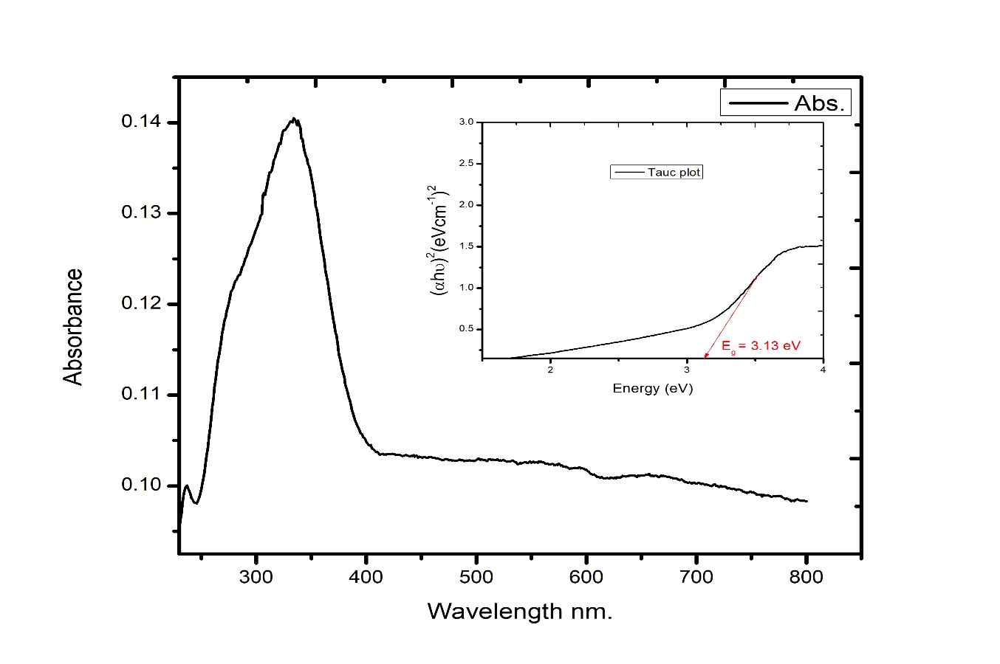 Abs.
0.14
0.13
0.12
0.11
0.10
Absorbance
300 400 500 600 700 800
Wavelength nm.
3.0
2.5
2.0
1.5
1.0
0.5
(αhυ)²(eVcm⁻¹)²
Tauc plot
E_g = 3.13 eV
2 3 4
Energy (eV)